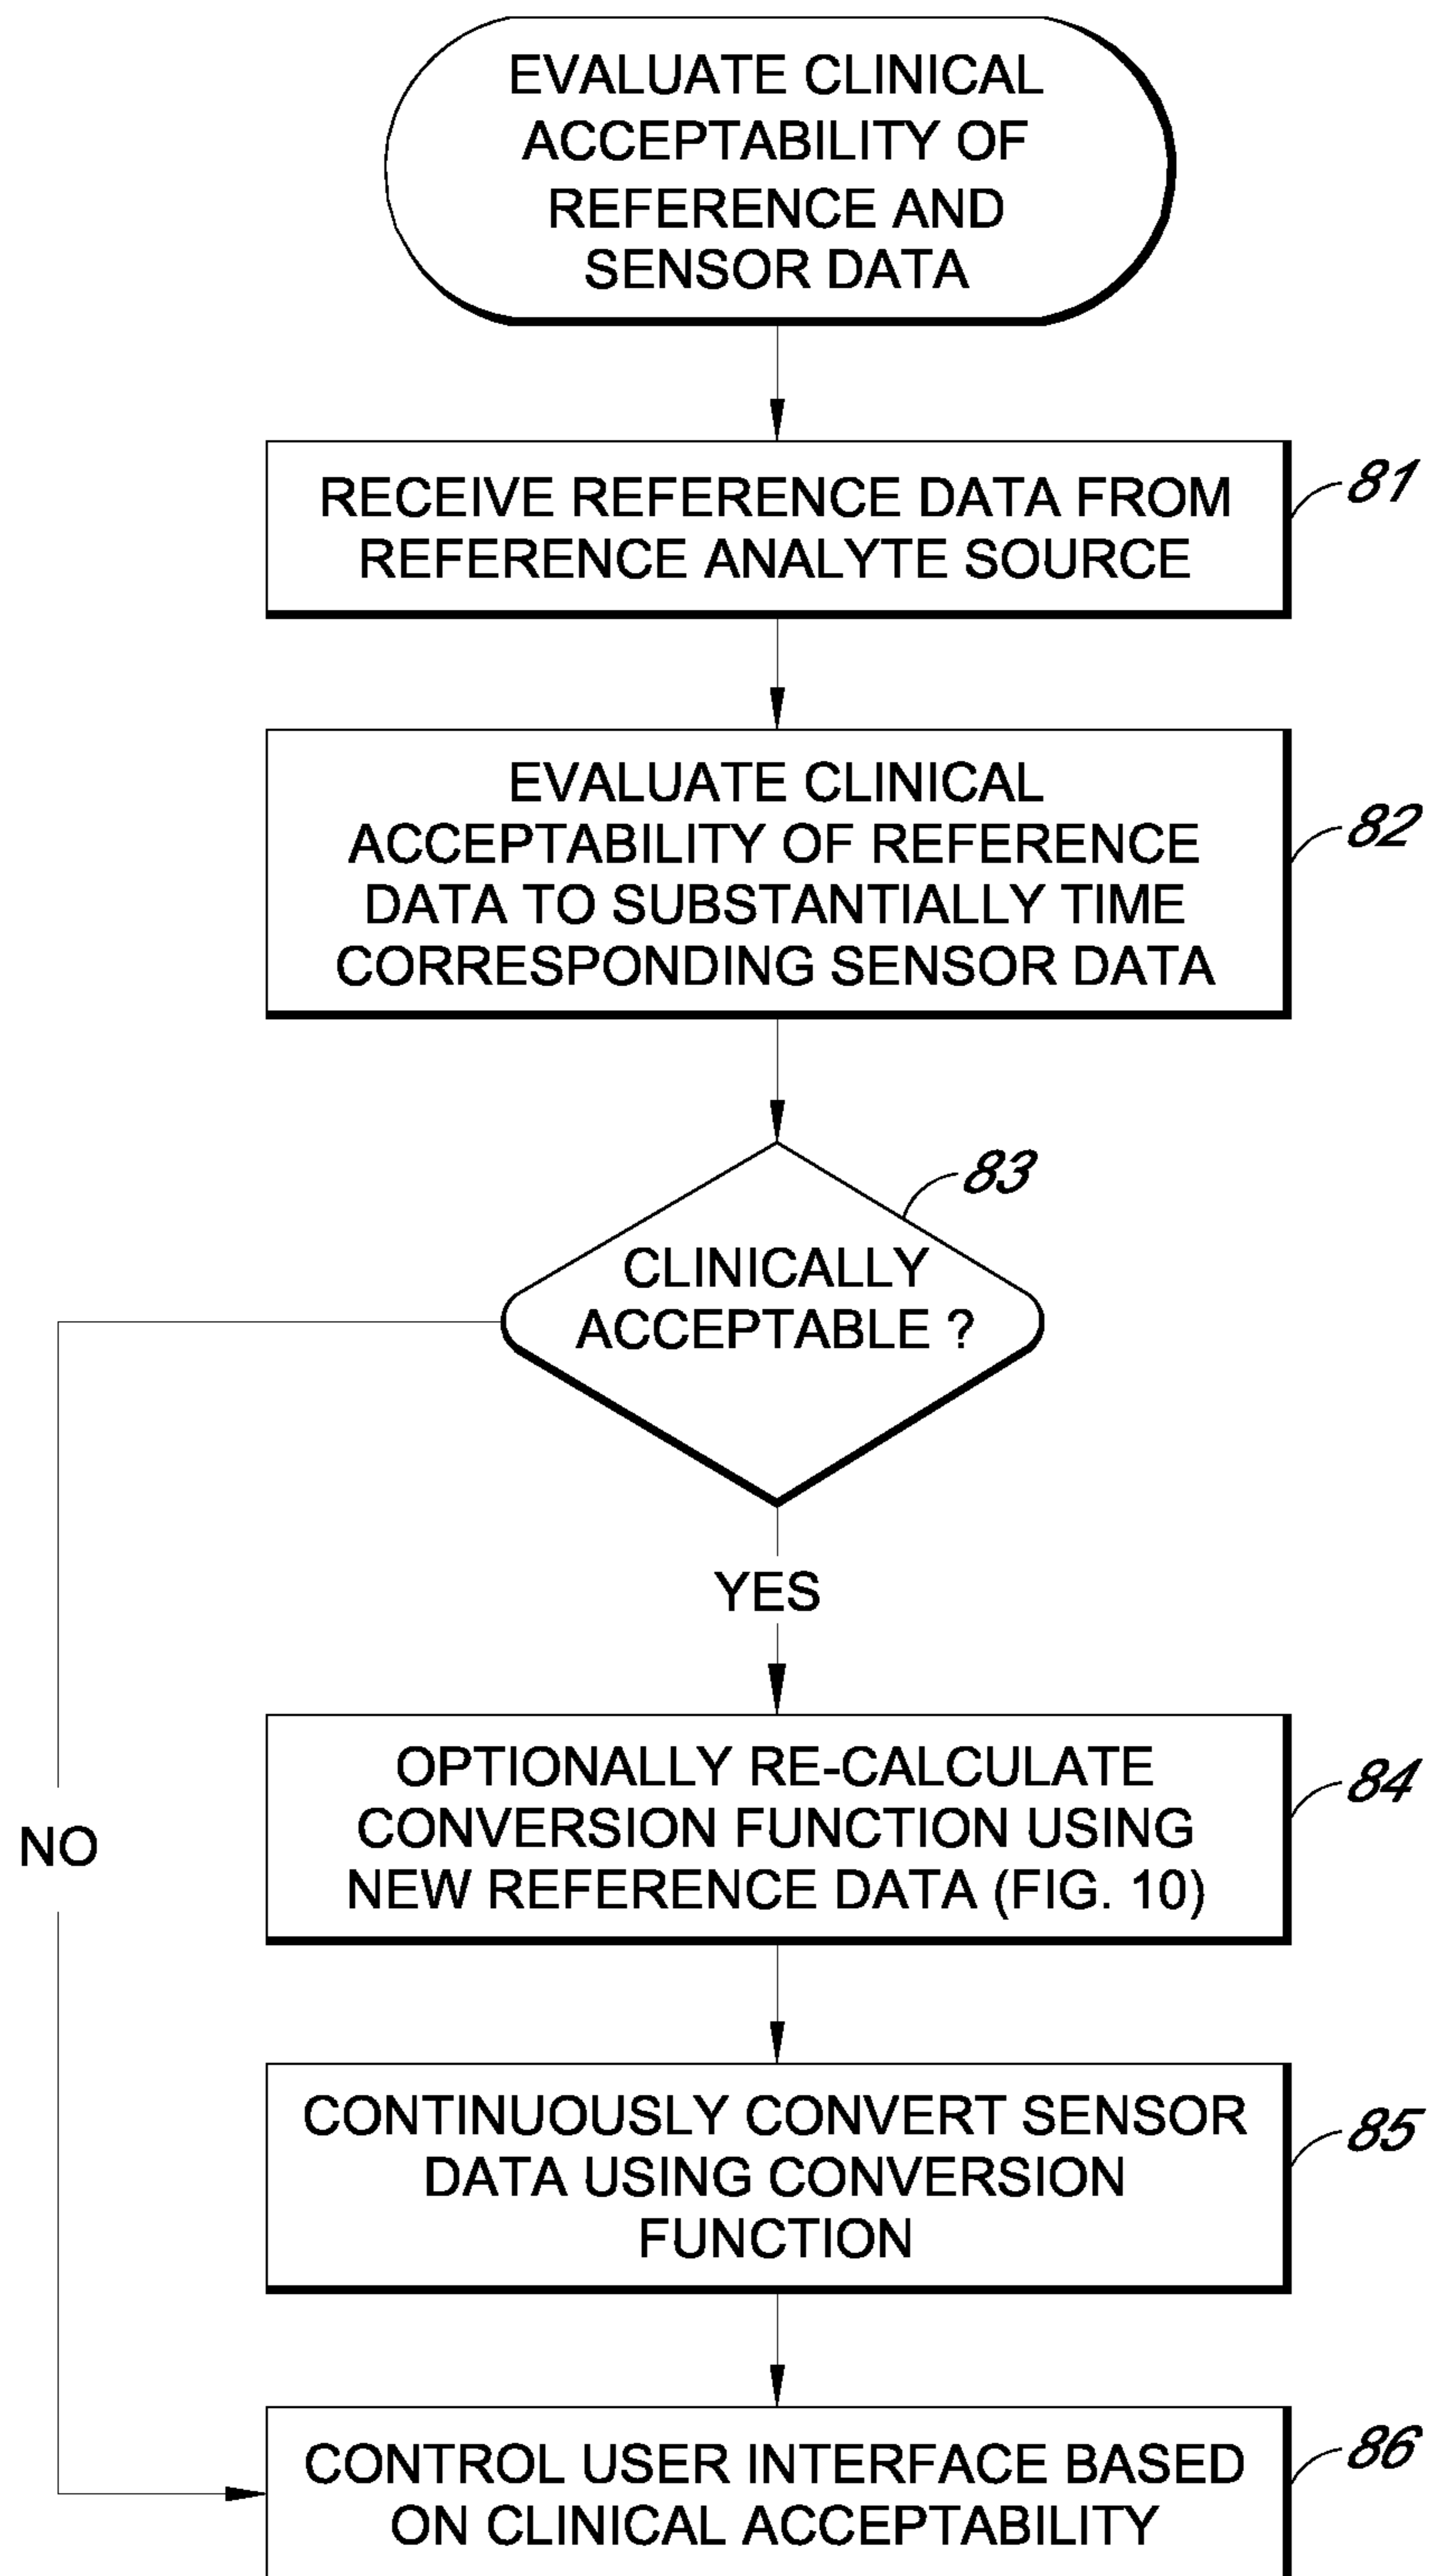 EVALUATE CLINICAL
ACCEPTABILITY OF
REFERENCE AND
SENSOR DATA
RECEIVE REFERENCE DATA FROM
REFERENCE ANALYTE SOURCE
81
EVALUATE CLINICAL
ACCEPTABILITY OF REFERENCE
DATA TO SUBSTANTIALLY TIME
CORRESPONDING SENSOR DATA
82
83
CLINICALLY
ACCEPTABLE ?
YES
NO
OPTIONALLY RE-CALCULATE
CONVERSION FUNCTION USING
NEW REFERENCE DATA (FIG. 10)
84
CONTINUOUSLY CONVERT SENSOR
DATA USING CONVERSION
FUNCTION
85
CONTROL USER INTERFACE BASED
ON CLINICAL ACCEPTABILITY
86